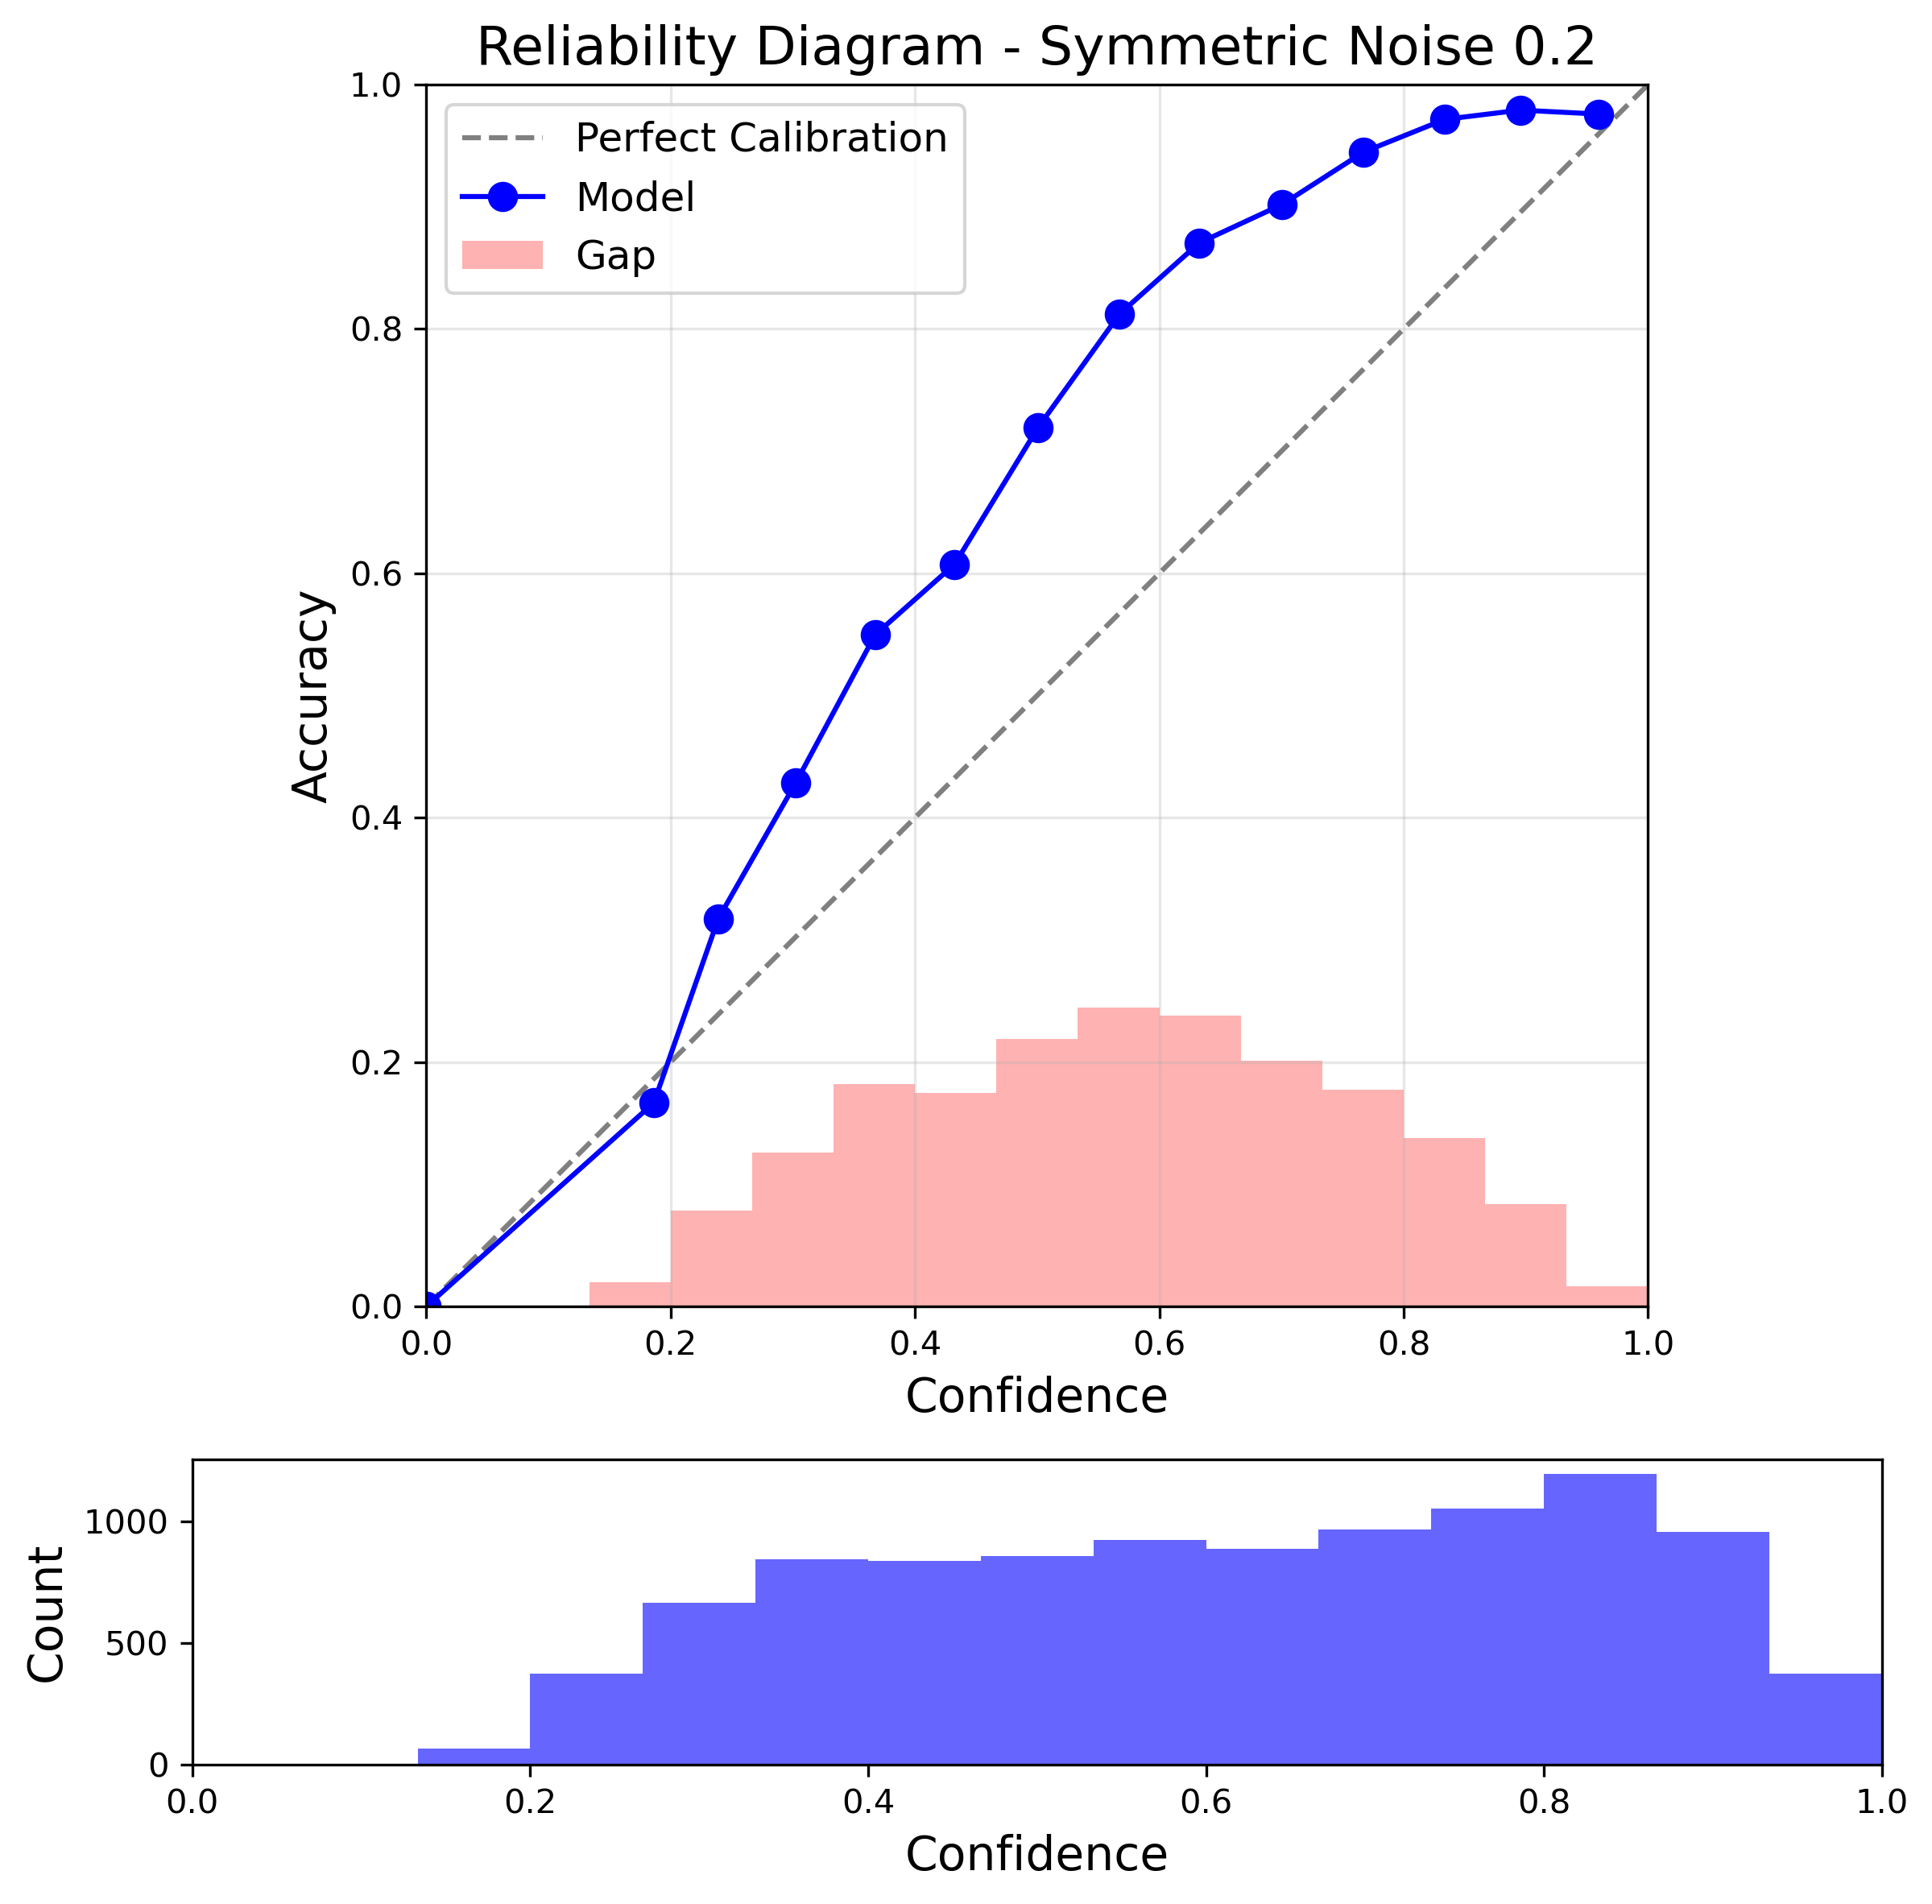 Reliability Diagram - Symmetric Noise 0.2
Perfect Calibration
Model
Gap
Accuracy
1.0
0.8
0.6
0.4
0.2
0.0
0.0 0.2 0.4 0.6 0.8 1.0
Confidence
Count
1000
500
0
0.0 0.2 0.4 0.6 0.8 1.0
Confidence